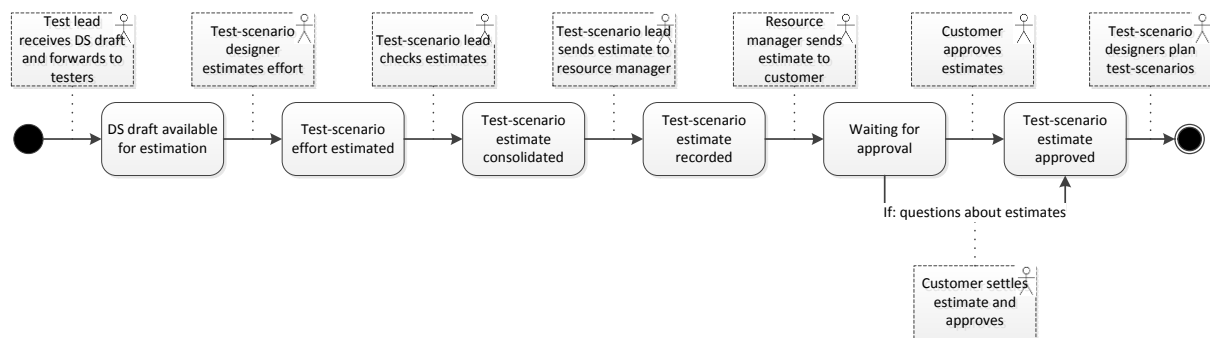 Test lead
receives DS draft
and forwards to
testers
Test-scenario
designer
estimates effort
Test-scenario lead
checks estimates
Test-scenario lead
sends estimate to
resource manager
Resource
manager sends
estimate to
customer
Customer
approves
estimates
Test-scenario
designers plan
test-scenarios
DS draft available
for estimation
Test-scenario
effort estimated
Test-scenario
estimate
consolidated
Test-scenario
estimate
recorded
Waiting for
approval
Test-scenario
estimate
approved
If: questions about estimates
Customer settles
estimate and
approves